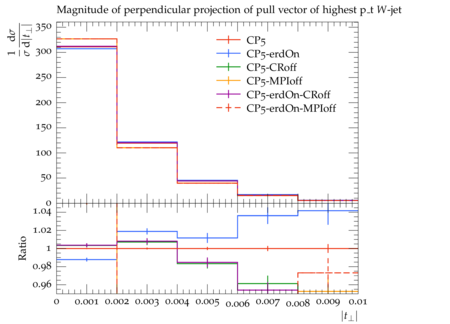 Magnitude of perpendicular projection of pull vector of highest p_t W-jet
1/σ dσ/d|t⊥|
350
300
250
200
150
100
50
0
CP5
CP5-erdOn
CP5-CRoff
CP5-MPIoff
CP5-erdOn-CRoff
CP5-erdOn-MPIoff
Ratio
1.04
1.02
1
0.98
0.96
0 0.001 0.002 0.003 0.004 0.005 0.006 0.007 0.008 0.009 0.01
|t⊥|